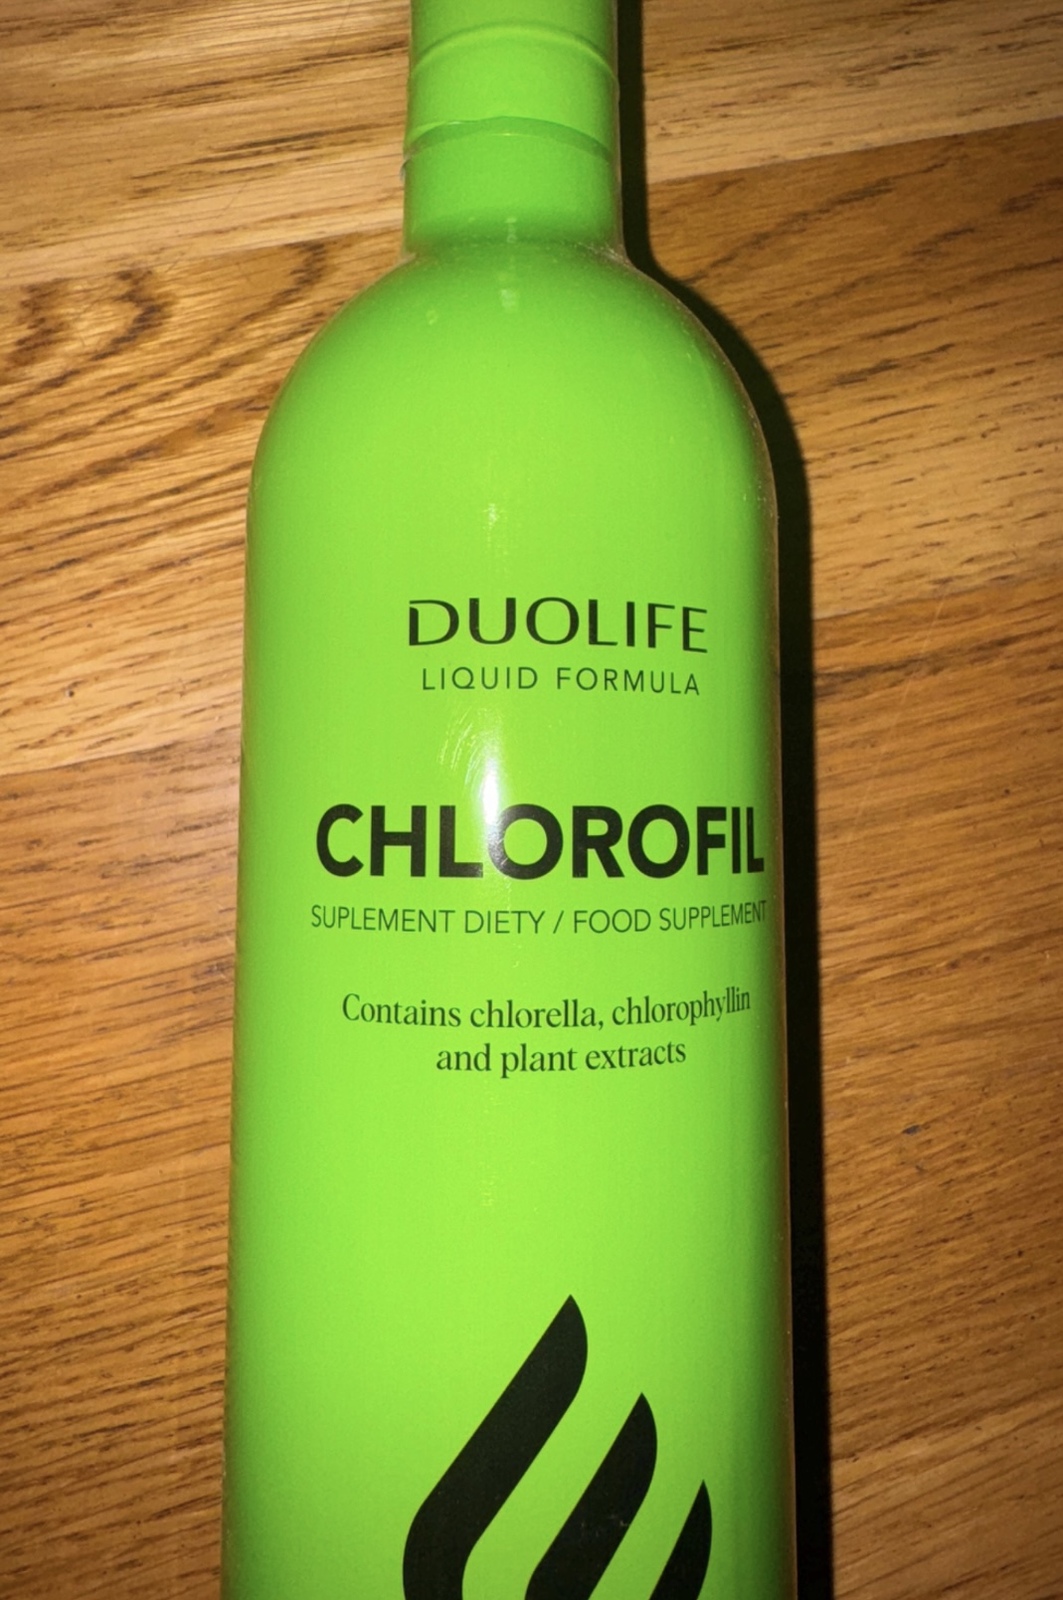 DUOLIFE
LIQUID FORMULA
CHLOROFIL
SUPLEMENT DIETY / FOOD SUPPLEMENT
Contains chlorella, chlorophyllin
and plant extracts